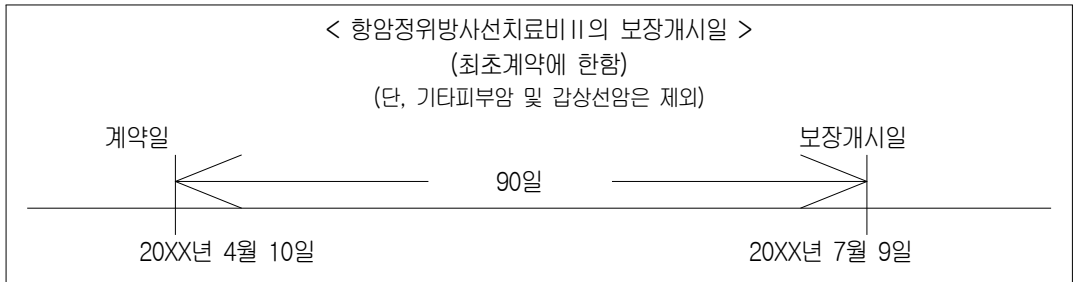 < 항암정위방사선치료비Ⅱ의 보장개시일 >
(최초계약에 한함)
(단, 기타피부암 및 갑상선암은 제외)
계약일 보장개시일
90일
20XX년 4월 10일 20XX년 7월 9일